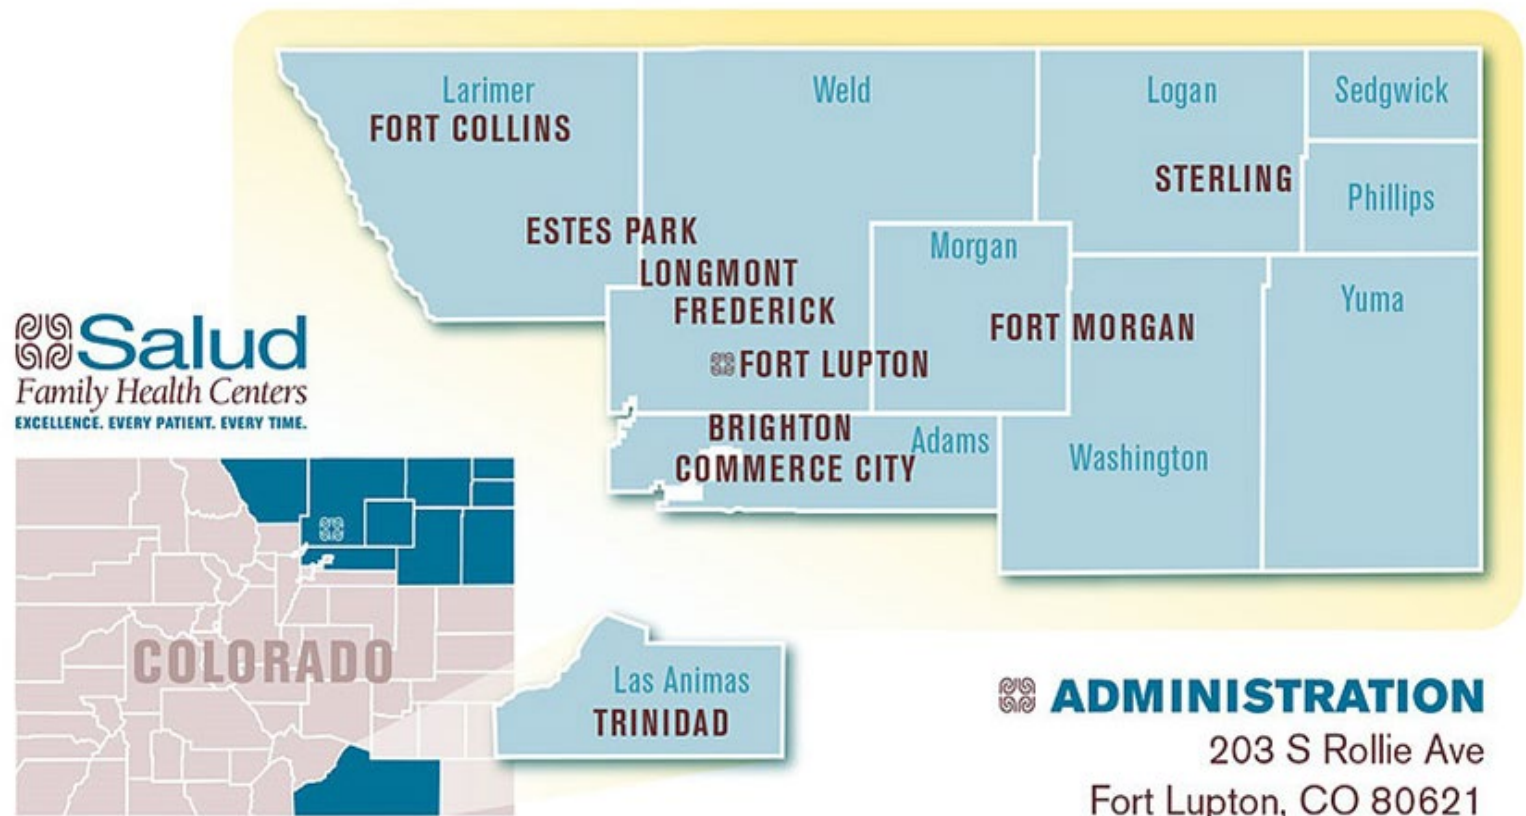 Larimer
FORT COLLINS
Weld
Logan
Sedgwick
STERLING
Phillips
ESTES PARK
Morgan
LONGMONT
FREDERICK
Yuma
FORT MORGAN
FORT LUPTON
BRIGHTON
Adams
COMMERCE CITY
Washington
Salud
Family Health Centers
EXCELLENCE. EVERY PATIENT. EVERY TIME.
COLORADO
Las Animas
TRINIDAD
ADMINISTRATION
203 S Rollie Ave
Fort Lupton, CO 80621